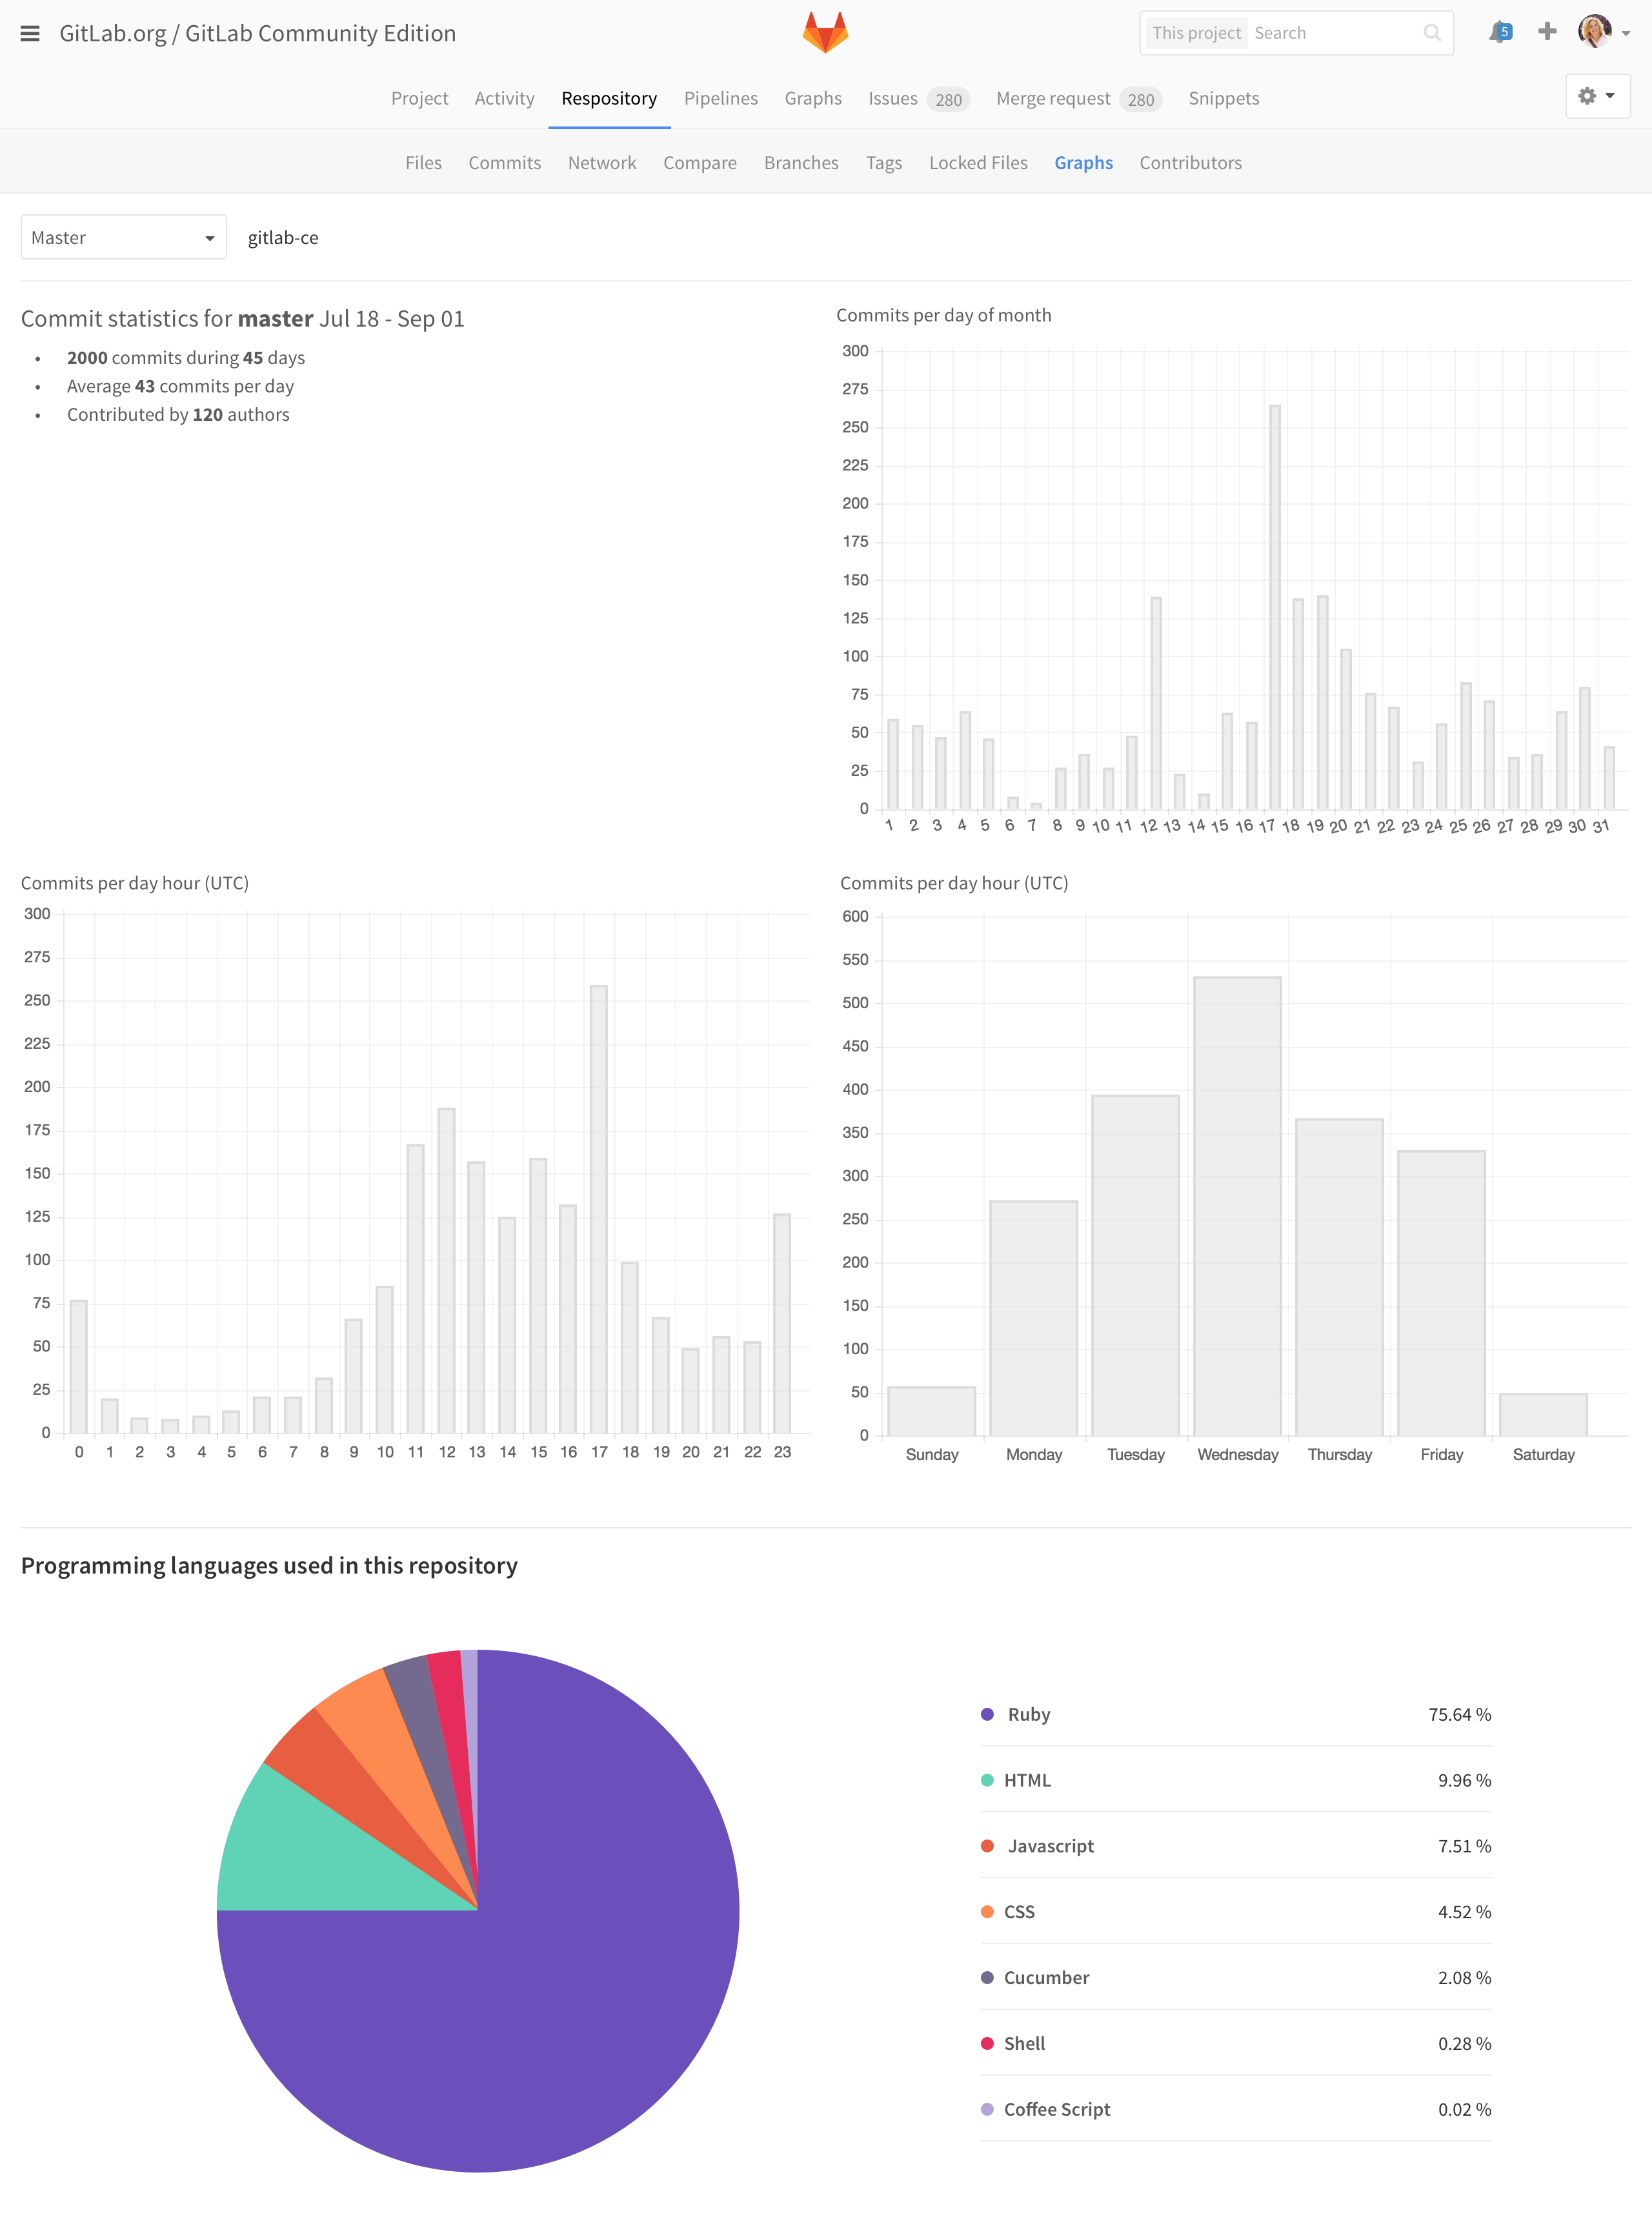 GitLab.org / GitLab Community Edition
This project Search
5
Project Activity Respository Pipelines Graphs Issues 280 Merge request 280 Snippets
Files Commits Network Compare Branches Tags Locked Files Graphs Contributors
Master gitlab-ce
Commit statistics for master Jul 18 - Sep 01
• 2000 commits during 45 days
• Average 43 commits per day
• Contributed by 120 authors
Commits per day of month
300
275
250
225
200
175
150
125
100
75
50
25
0
1 2 3 4 5 6 7 8 9 10 11 12 13 14 15 16 17 18 19 20 21 22 23 24 25 26 27 28 29 30 31
Commits per day hour (UTC)
300
275
250
225
200
175
150
125
100
75
50
25
0
0 1 2 3 4 5 6 7 8 9 10 11 12 13 14 15 16 17 18 19 20 21 22 23
Commits per day hour (UTC)
600
550
500
450
400
350
300
250
200
150
100
50
0
Sunday Monday Tuesday Wednesday Thursday Friday Saturday
Programming languages used in this repository
Ruby 75.64 %
HTML 9.96 %
Javascript 7.51 %
CSS 4.52 %
Cucumber 2.08 %
Shell 0.28 %
Coffee Script 0.02 %